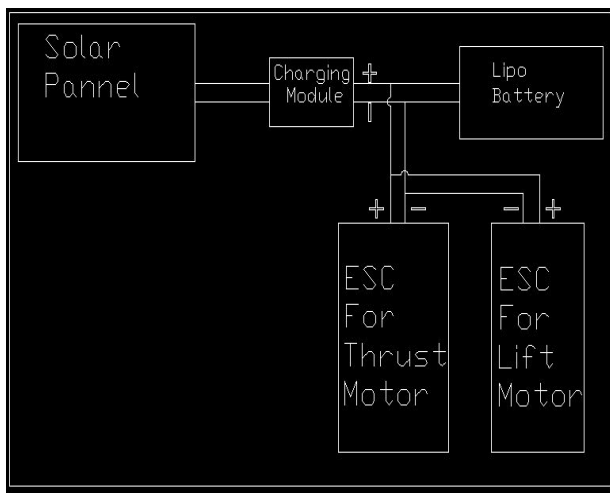 Solar
Pannel
Charging
Module
+
-
Lipo
Battery
+ -
- +
ESC
For
Thrust
Motor
ESC
For
Lift
Motor